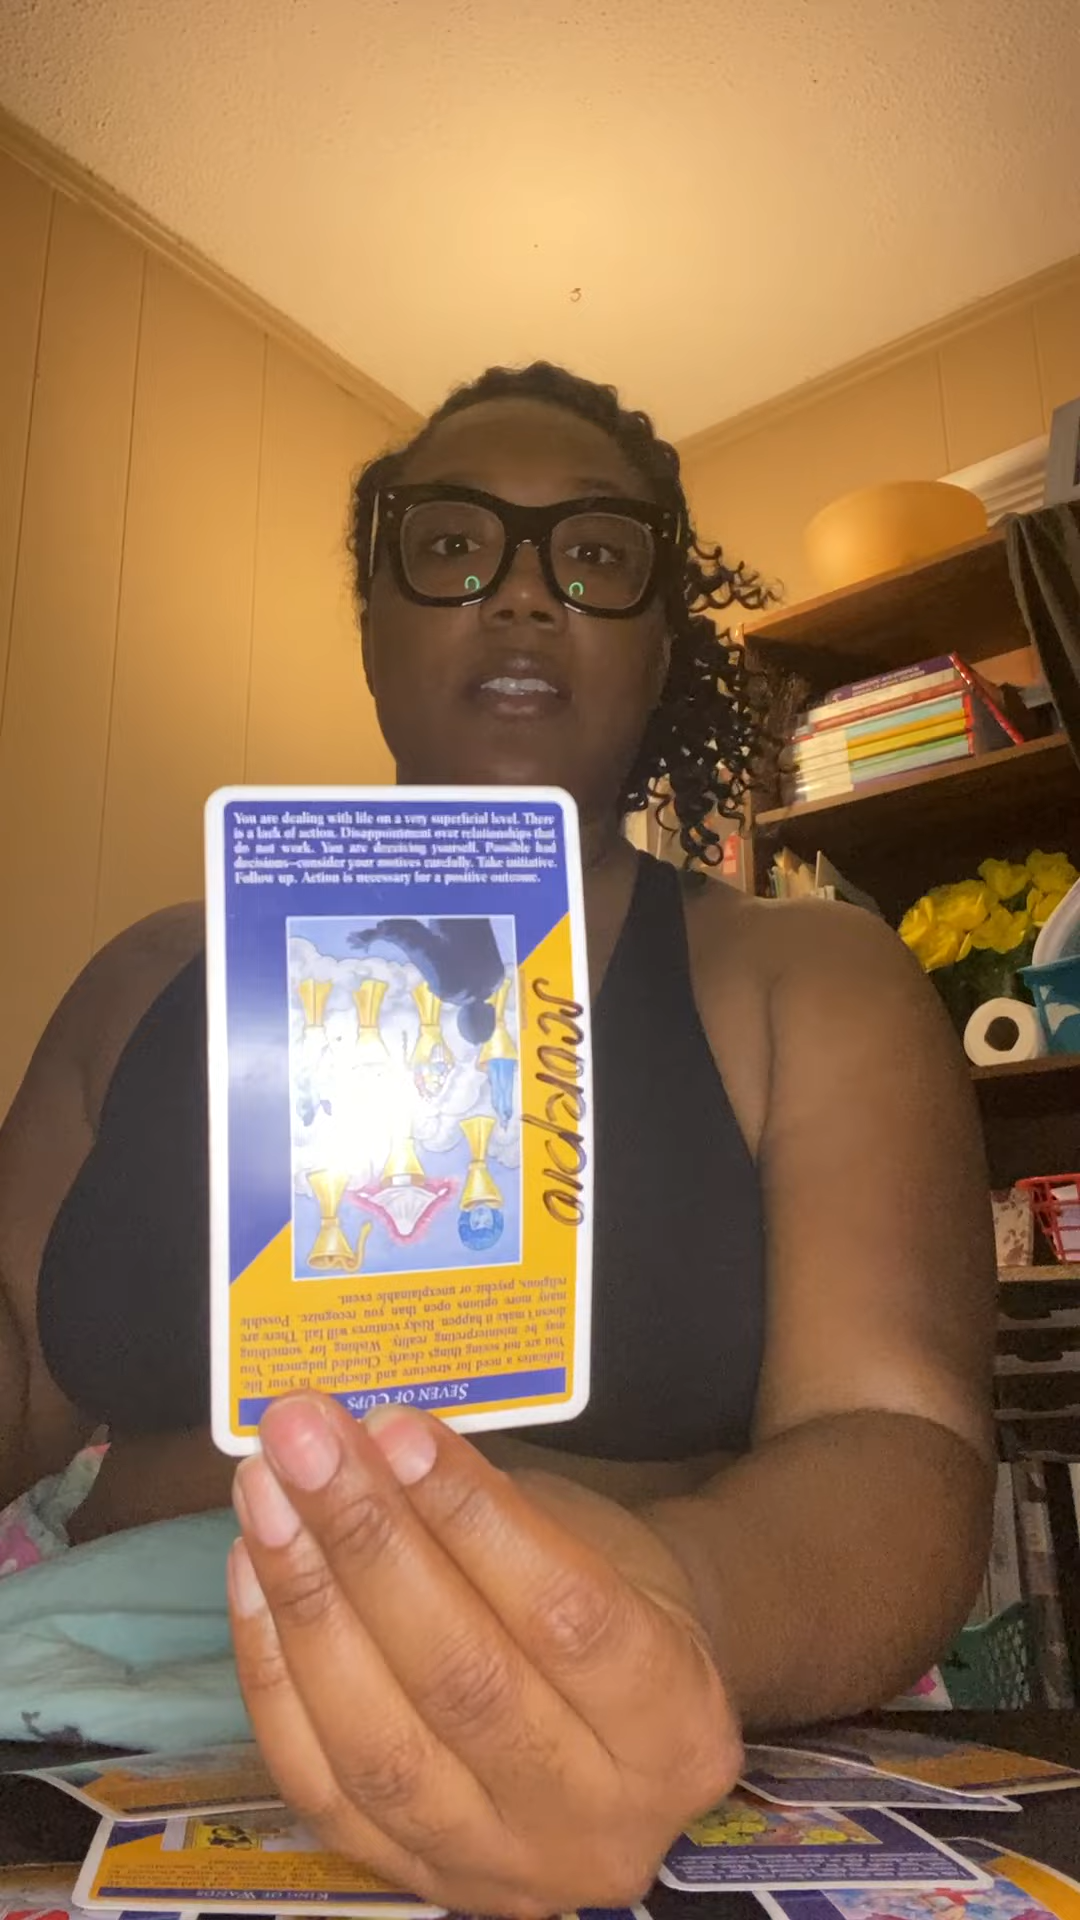 You are dealing with life on a very superficial level. There
is a lack of action. Disappointment over relationships that
do not work. You are deceiving yourself. Possible bad
decisions–consider your motives carefully. Take initiative.
Follow up. Action is necessary for a positive outcome.
scorpio
SEVEN OF CUPS
Indicates a need for structure and discipline in your life.
You are not seeing things clearly. Clouded judgment. You
may be misinterpreting reality. Wishing for something
doesn't make it happen. Risky ventures will fail. There are
many more options open than you recognize. Possible
religious, psychic or unexplainable event.
KING OF WANDS